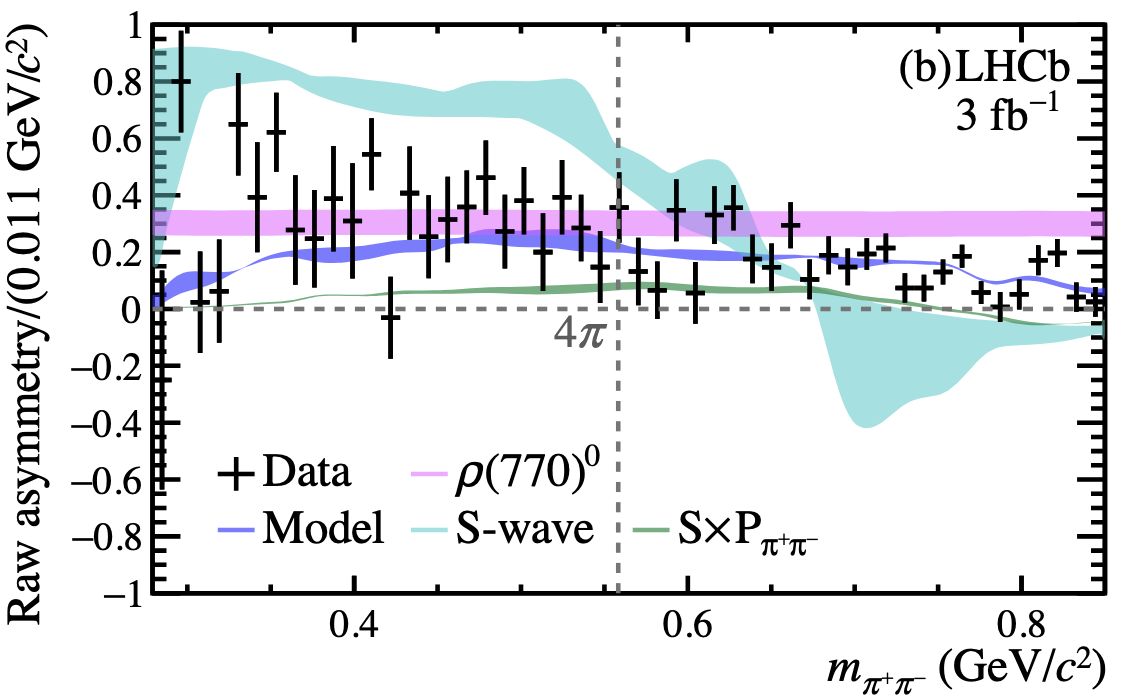 Raw asymmetry/(0.011 GeV/c²)
1
0.8
0.6
0.4
0.2
0
−0.2
−0.4
−0.6
−0.8
−1
(b) LHCb
3 fb⁻¹
4π
Data
ρ(770)⁰
Model
S-wave
S×P_π⁺π⁻
0.4
0.6
0.8
m_π⁺π⁻ (GeV/c²)